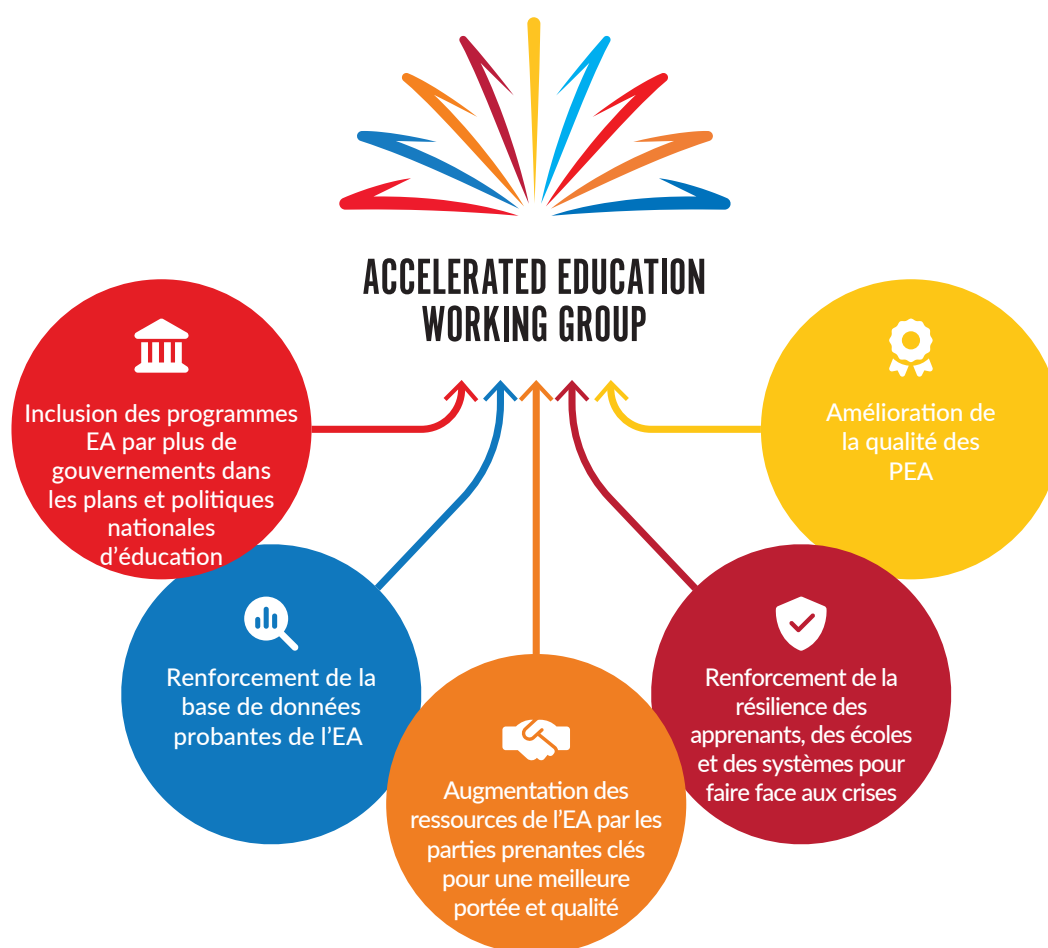 ACCELERATED EDUCATION
WORKING GROUP
Inclusion des programmes
EA par plus de
gouvernements dans
les plans et politiques
nationales
d’éducation
Renforcement de la
base de données
probantes de l’EA
Augmentation des
ressources de l’EA par les
parties prenantes clés
pour une meilleure
portée et qualité
Renforcement de la
résilience des
apprenants, des écoles
et des systèmes pour
faire face aux crises
Amélioration de
la qualité des
PEA